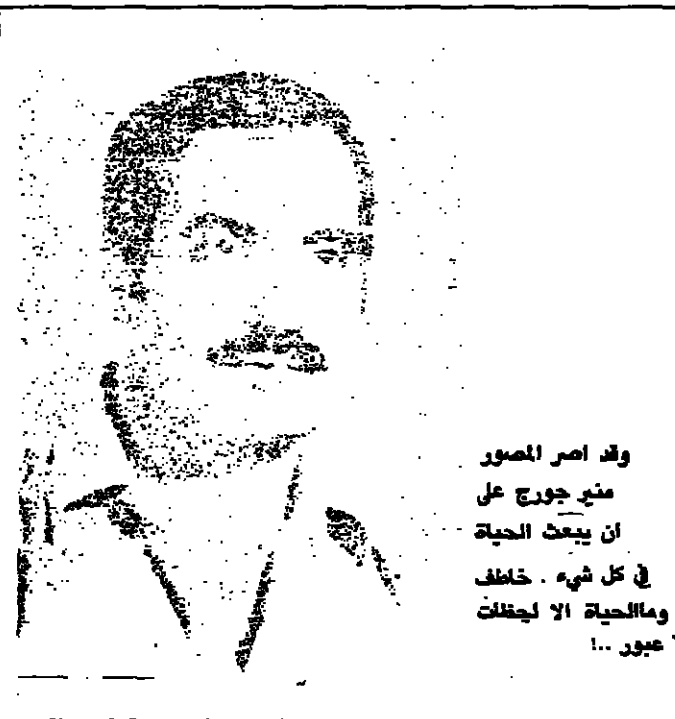 وقد اصر المصور
منير جورج على
ان يبعث الحياة
في كل شيء . خاطف
وماالحياة الا لحظات
عبور ..!